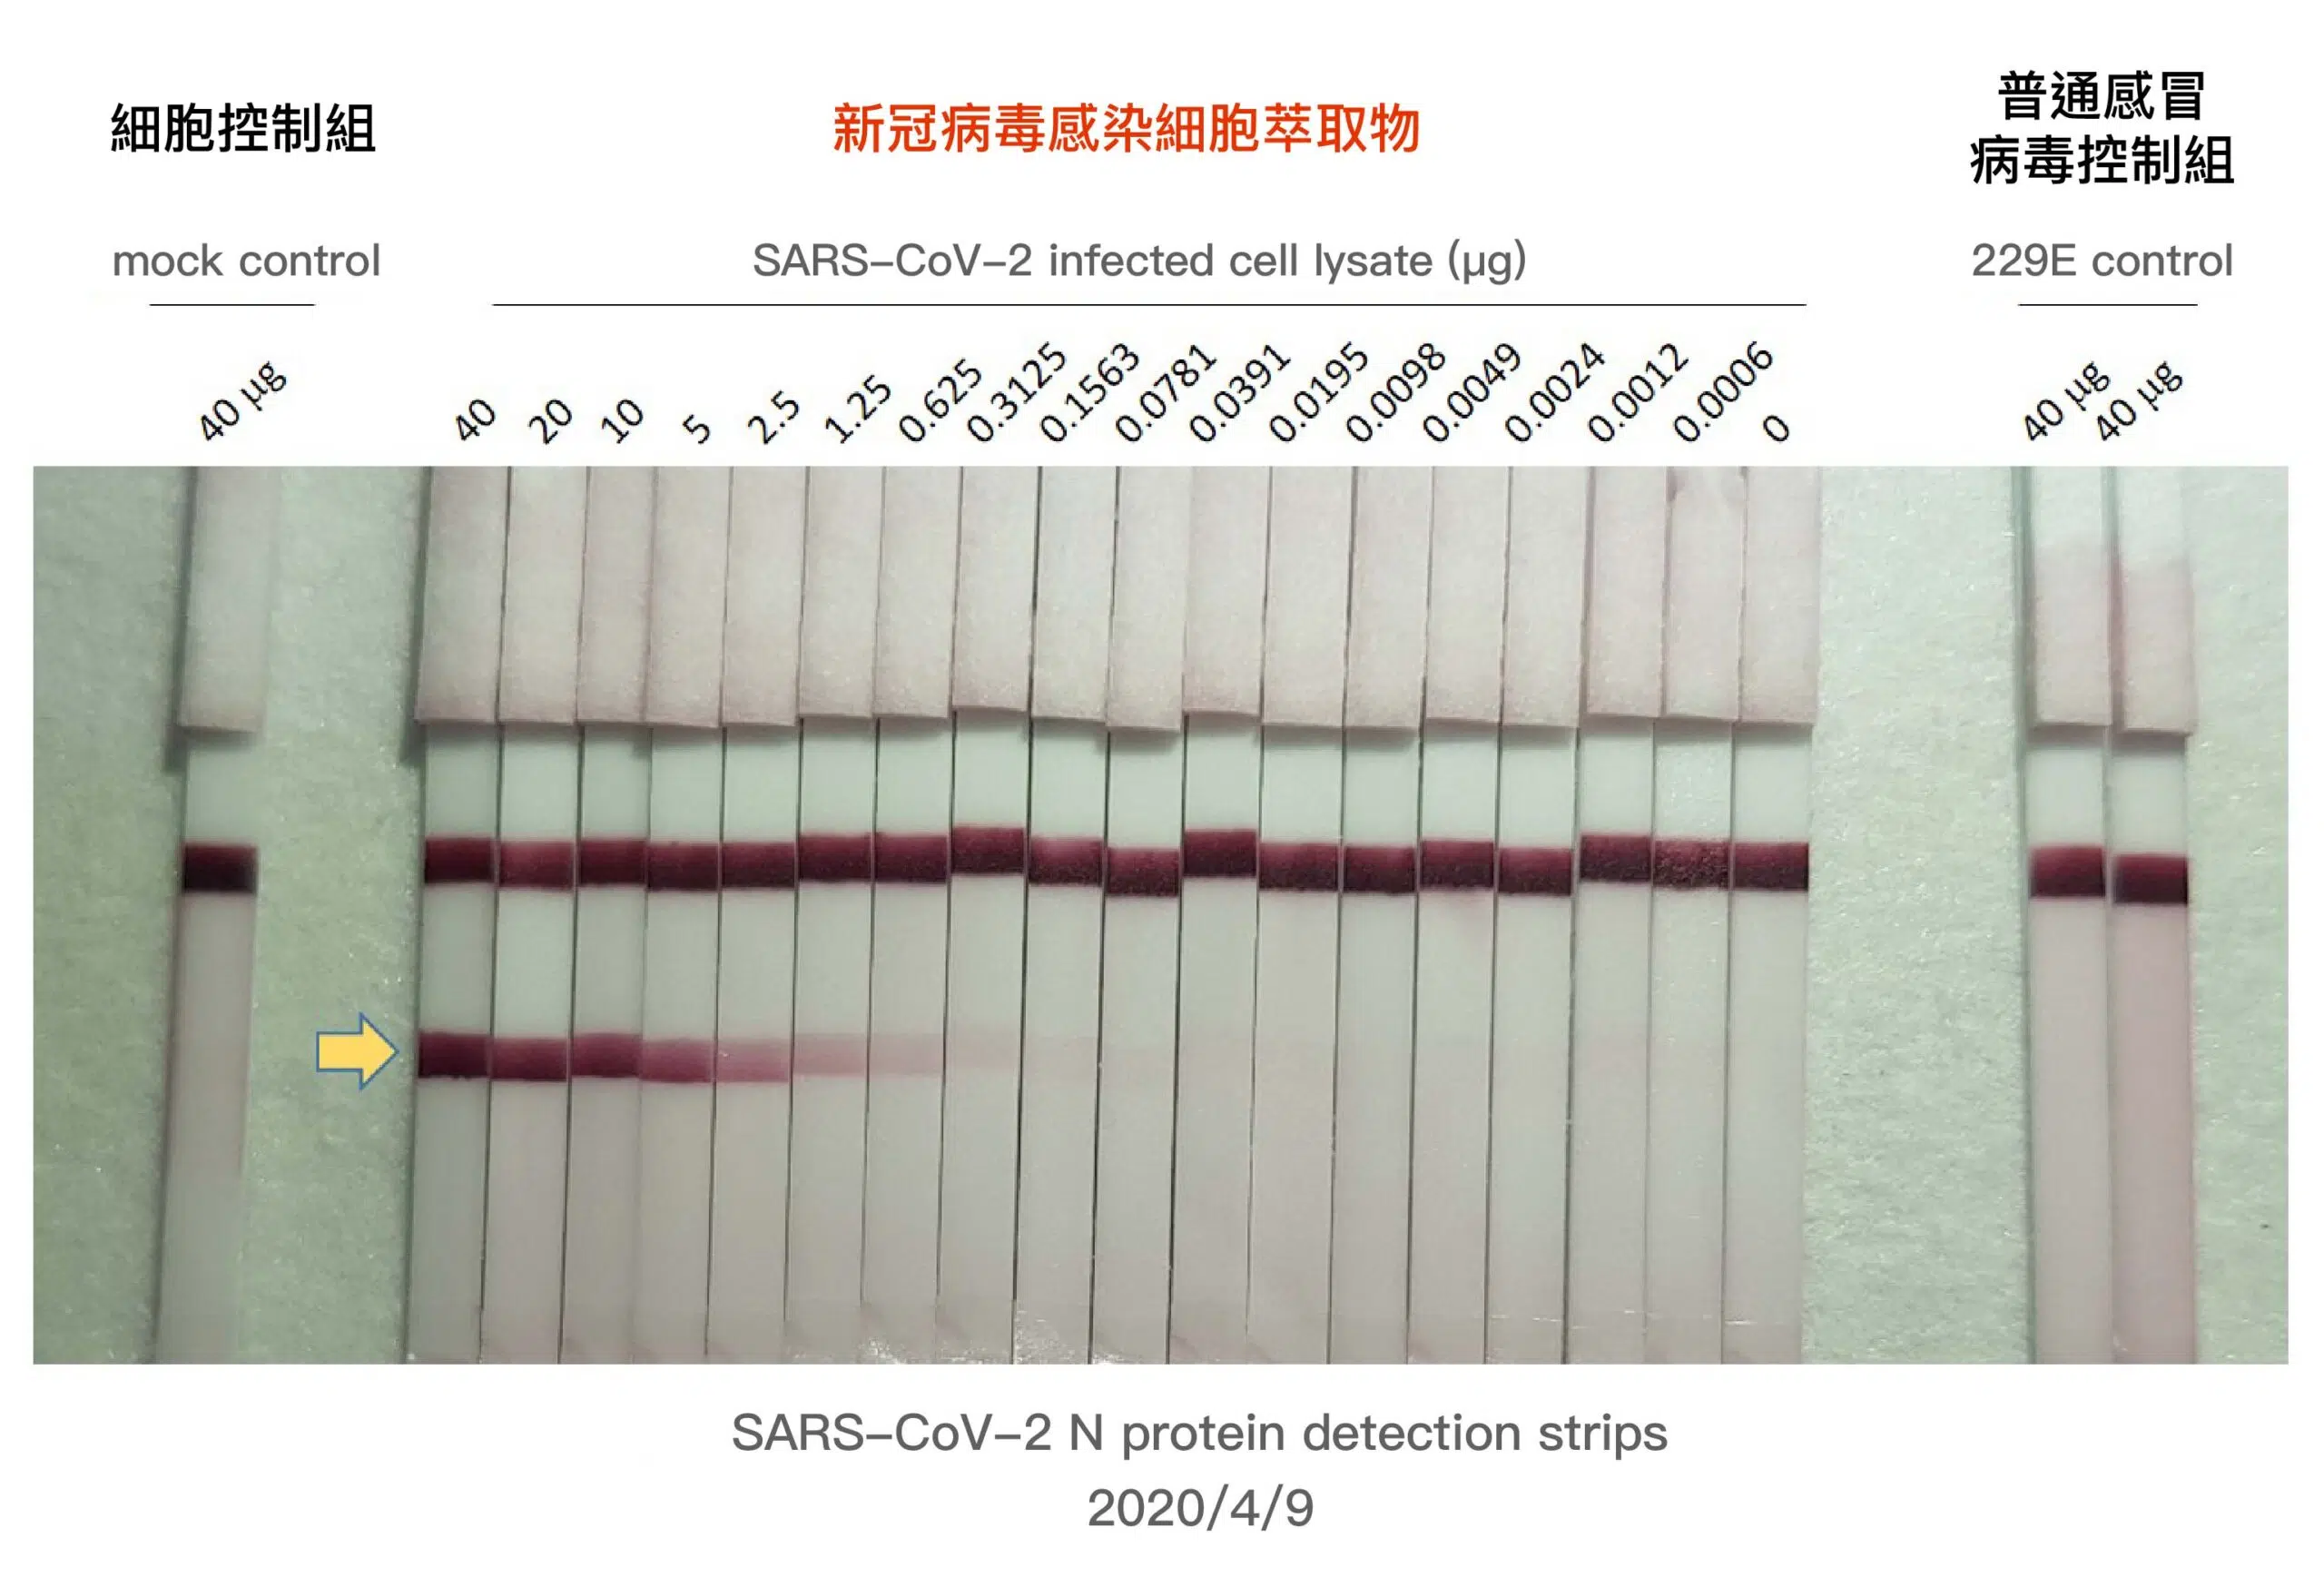 細胞控制組
mock control
40 µg
新冠病毒感染細胞萃取物
SARS–CoV–2 infected cell lysate (µg)
40
20
10
5
2.5
1.25
0.625
0.3125
0.1563
0.0781
0.0391
0.0195
0.0098
0.0049
0.0024
0.0012
0.0006
0
普通感冒
病毒控制組
229E control
40 µg
40 µg
SARS–CoV–2 N protein detection strips
2020/4/9